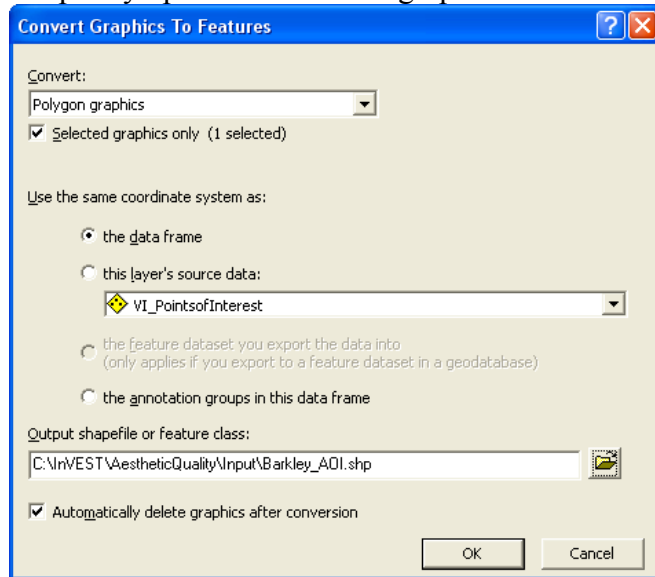 Convert Graphics To Features
Convert:
Polygon graphics
Selected graphics only (1 selected)
Use the same coordinate system as:
the data frame
this layer's source data:
VI_PointsofInterest
the feature dataset you export the data into
(only applies if you export to a feature dataset in a geodatabase)
the annotation groups in this data frame
Output shapefile or feature class:
C:\InVEST\AestheticQuality\Input\Barkley_AOI.shp
Automatically delete graphics after conversion
OK Cancel